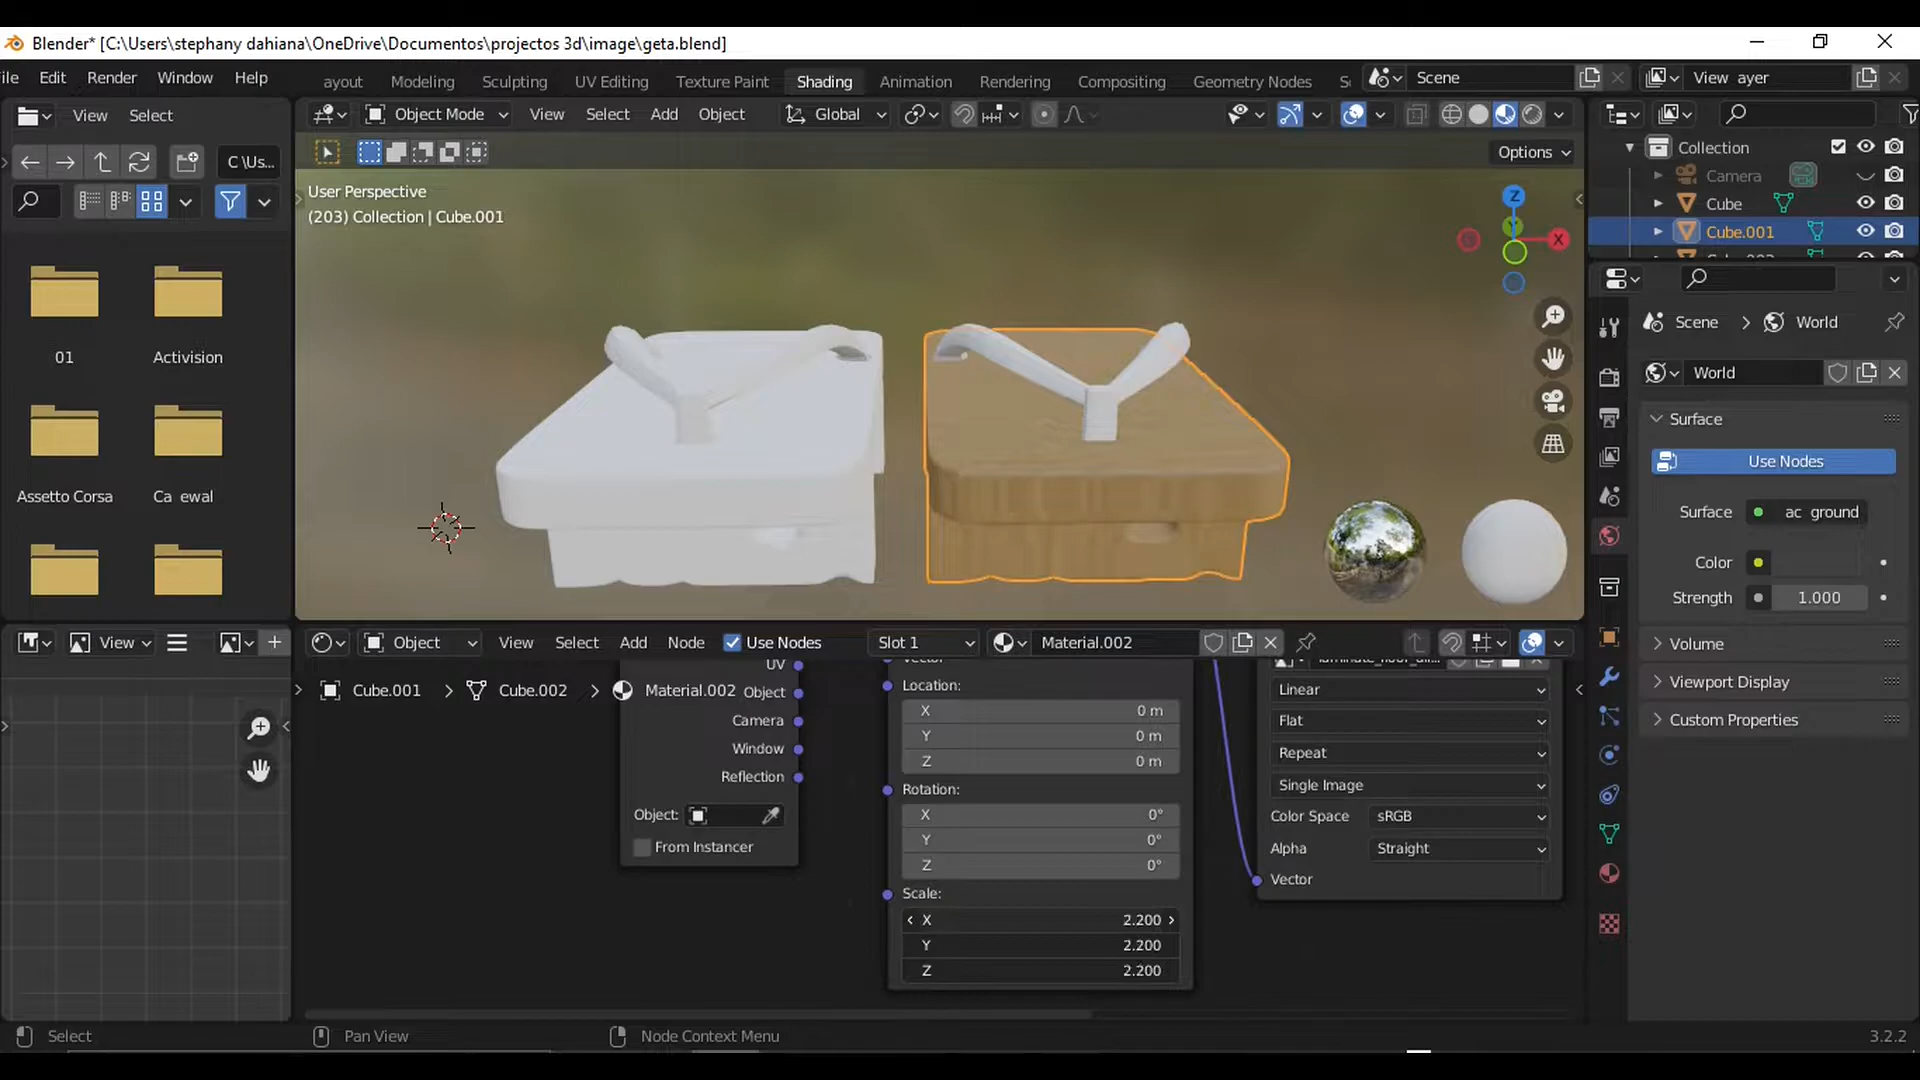 Blender* [C:\Users\stephany dahiana\OneDrive\Documentos\projectos 3d\image\geta.blend]
ile Edit Render Window Help
ayout Modeling Sculpting UV Editing Texture Paint Shading Animation Rendering Compositing Geometry Nodes Sc
Scene
View ayer
View Select
Object Mode View Select Add Object
Global
C \Us...
Options
User Perspective
(203) Collection | Cube.001
Z
X
Collection
Camera
Cube
Cube.001
01
Activision
Assetto Corsa
Ca ewal
Scene > World
World
Surface
Use Nodes
Surface ac ground
Color
Strength 1.000
Volume
Viewport Display
Custom Properties
View
Object View Select Add Node Use Nodes
Slot 1
Material.002
Cube.001 > Cube.002 > Material.002
UV
Object
Camera
Window
Reflection
Object:
From Instancer
Vector
Location:
X 0 m
Y 0 m
Z 0 m
Rotation:
X 0°
Y 0°
Z 0°
Scale:
X 2.200
Y 2.200
Z 2.200
Linear
Flat
Repeat
Single Image
Color Space sRGB
Alpha Straight
Vector
Select
Pan View
Node Context Menu
3.2.2